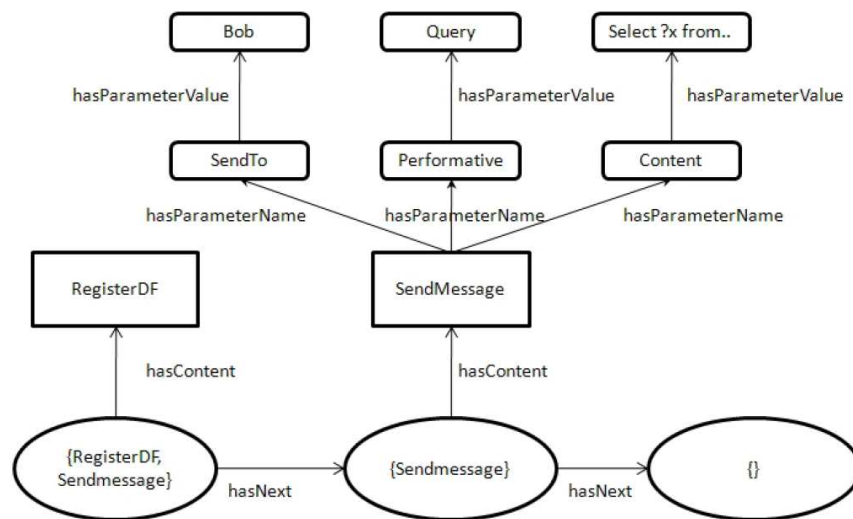 Bob
Query
Select ?x from..
hasParameterValue
hasParameterValue
hasParameterValue
SendTo
Performative
Content
hasParameterName
hasParameterName
hasParameterName
RegisterDF
SendMessage
hasContent
hasContent
{RegisterDF,
Sendmessage}
{Sendmessage}
{}
hasNext
hasNext